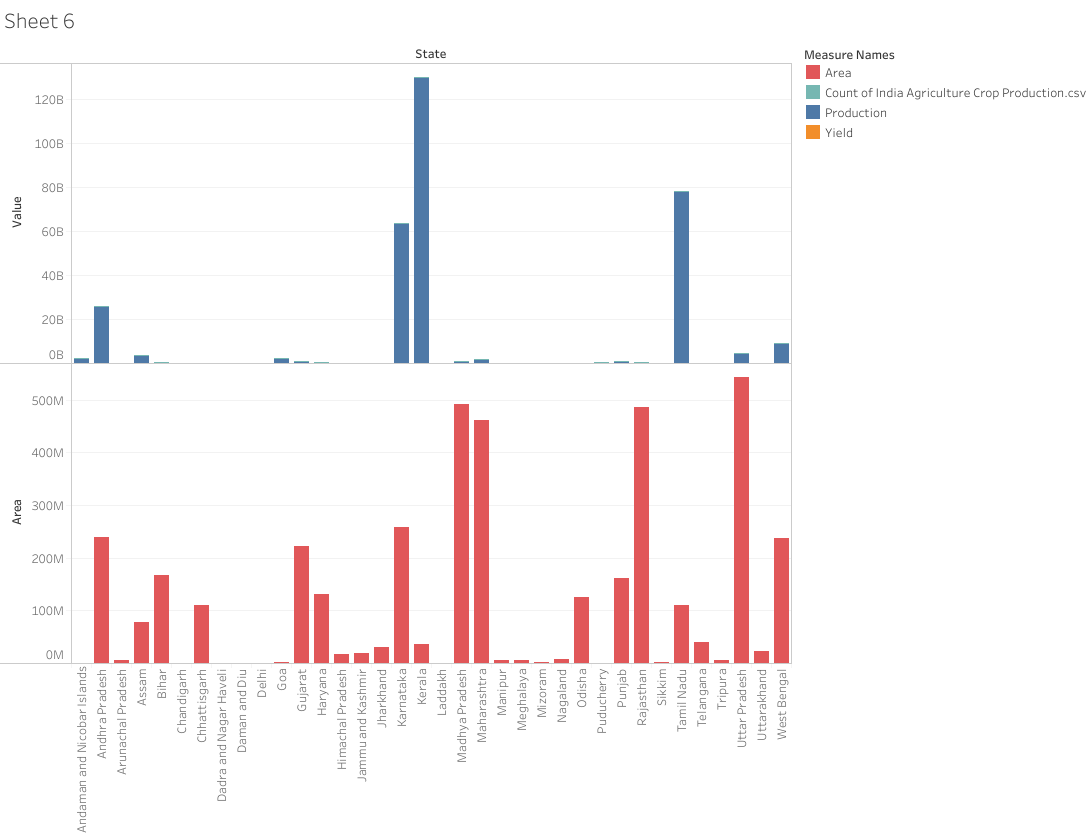 Sheet 6
State
Measure Names
Area
Count of India Agriculture Crop Production.csv
Production
Yield
Value
120B
100B
80B
60B
40B
20B
0B
Area
500M
400M
300M
200M
100M
0M
Andaman and Nicobar Islands
Andhra Pradesh
Arunachal Pradesh
Assam
Bihar
Chandigarh
Chhattisgarh
Dadra and Nagar Haveli
Daman and Diu
Delhi
Goa
Gujarat
Haryana
Himachal Pradesh
Jammu and Kashmir
Jharkhand
Karnataka
Kerala
Laddakh
Madhya Pradesh
Maharashtra
Manipur
Meghalaya
Mizoram
Nagaland
Odisha
Puducherry
Punjab
Rajasthan
Sikkim
Tamil Nadu
Telangana
Tripura
Uttar Pradesh
Uttarakhand
West Bengal